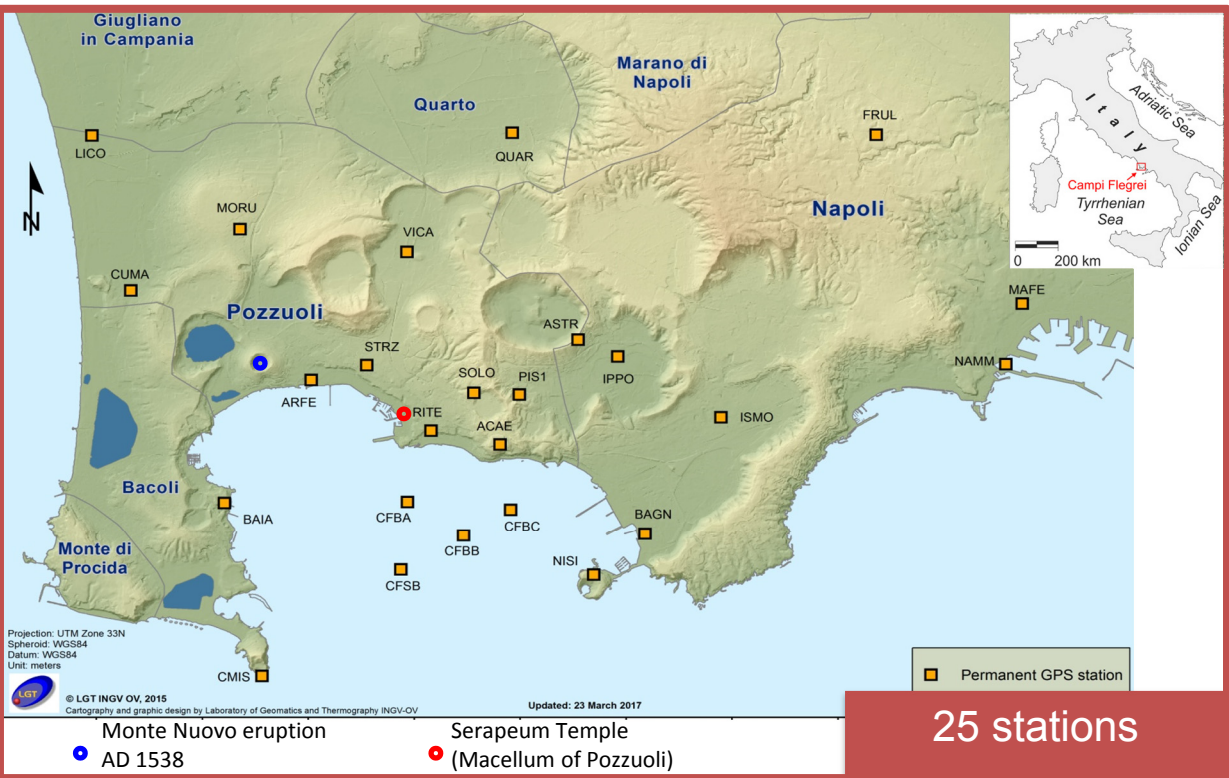 Giugliano
in Campania
Marano di
Napoli
Quarto
FRUL
LICO
QUAR
Napoli
N
MORU
VICA
CUMA
Pozzuoli
ASTR
STRZ
IPPO
SOLO
PIS1
ARFE
RITE
ACAE
ISMO
MAFE
NAMM
Bacoli
BAIA
CFBA
CFBC
CFBB
BAGN
Monte di
Procida
CFSB
NISI
CMIS
Italy
Adriatic Sea
Campi Flegrei
Tyrrhenian
Sea
Ionian Sea
0 200 km
Projection: UTM Zone 33N
Spheroid: WGS84
Datum: WGS84
Unit: meters
LGT
© LGT INGV OV, 2015
Cartography and graphic design by Laboratory of Geomatics and Thermography INGV-OV
Updated: 23 March 2017
Permanent GPS station
Monte Nuovo eruption
AD 1538
Serapeum Temple
(Macellum of Pozzuoli)
25 stations